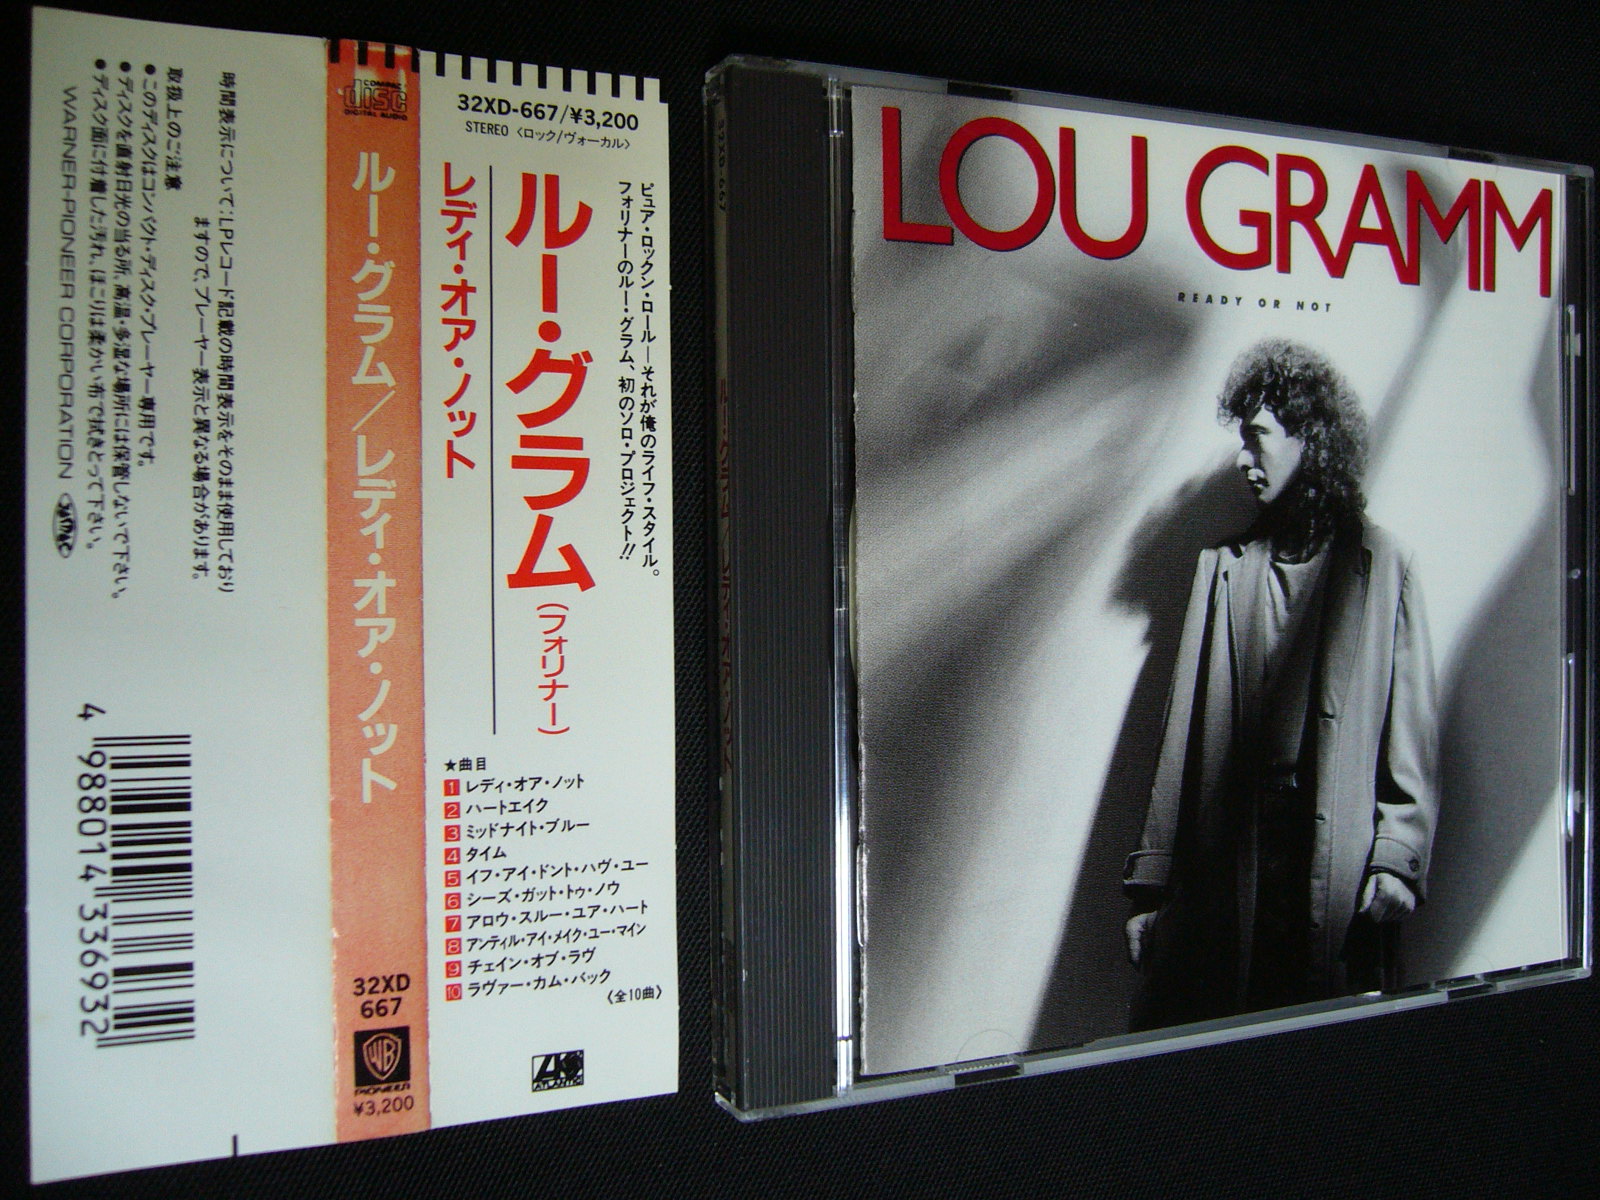 時間表示について:LPレコード記載の時間表示をそのまま使用しており
ますので、プレーヤー表示と異なる場合があります。
取扱上のご注意
●このディスクはコンパクト・ディスク・プレーヤー専用です。
●ディスクを直射日光の当る所、高温・多湿な場所には保管しないで下さい。
●ディスク面に付着した汚れ、ほこりは柔かい布で拭きとって下さい。
WARNER-PIONEER CORPORATION
4 988014 336932
COMPACT
disc
DIGITAL AUDIO
ルー・グラム/レディ・オア・ノット
32XD
667
WB
PIONEER
¥3,200
32XD-667/¥3,200
STEREO〈ロック/ヴォーカル〉
ピュア・ロックン・ロール―それが俺のライフ・スタイル。
フォリナーのルー・グラム、初のソロ・プロジェクト!!
ルー・グラム(フォリナー)
レディ・オア・ノット
★曲目
1 レディ・オア・ノット
2 ハートエイク
3 ミッドナイト・ブルー
4 タイム
5 イフ・アイ・ドント・ハヴ・ユー
6 シーズ・ガット・トゥ・ノウ
7 アロウ・スルー・ユア・ハート
8 アンティル・アイ・メイク・ユー・マイン
9 チェイン・オブ・ラヴ
10 ラヴァー・カム・バック
〈全10曲〉
ATLANTIC
32XD-667
LOU GRAMM
READY OR NOT